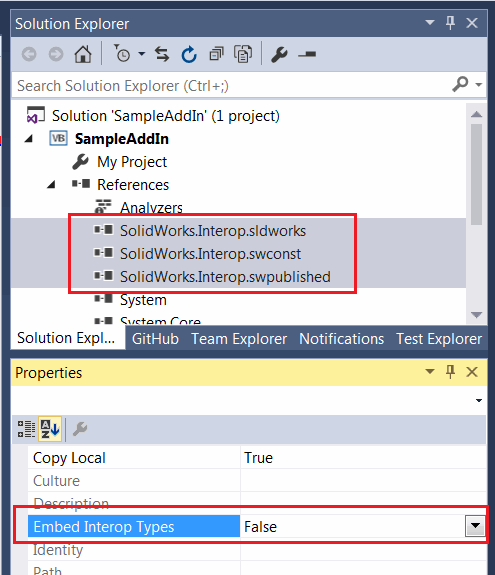 Solution Explorer
Search Solution Explorer (Ctrl+;)
Solution 'SampleAddIn' (1 project)
VB SampleAddIn
My Project
References
Analyzers
SolidWorks.Interop.sldworks
SolidWorks.Interop.swconst
SolidWorks.Interop.swpublished
System
System.Core
Solution Expl... GitHub Team Explorer Notifications Test Explorer
Properties
Copy Local True
Culture
Description
Embed Interop Types False
Identity
Path